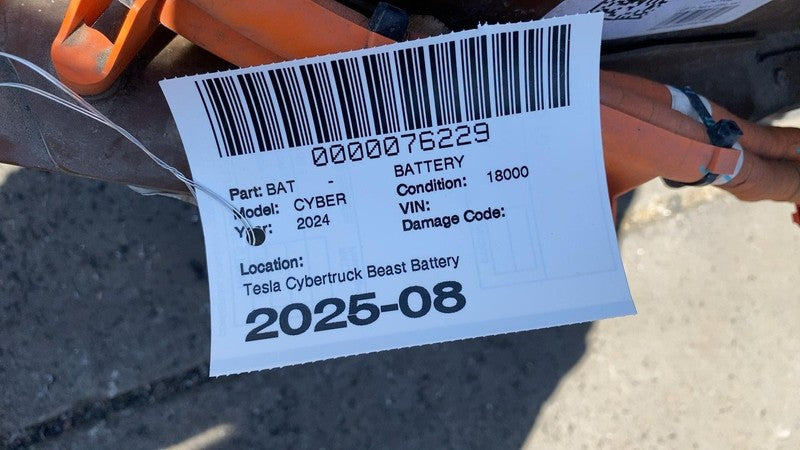 0000076229
Part: BAT - BATTERY
Model: CYBER Condition: 18000
Year: 2024 VIN:
Damage Code:
Location:
Tesla Cybertruck Beast Battery
2025-08